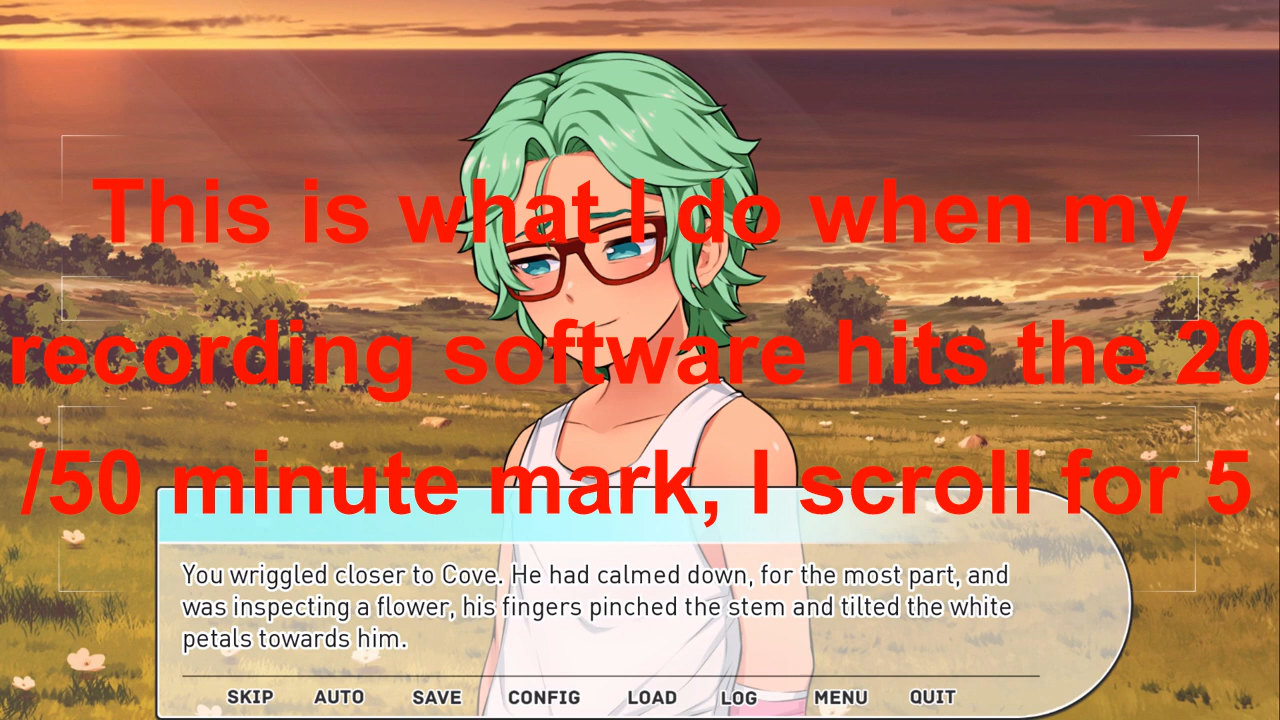 This is what I do when my
recording software hits the 20
/50 minute mark, I scroll for 5
You wriggled closer to Cove. He had calmed down, for the most part, and
was inspecting a flower, his fingers pinched the stem and tilted the white
petals towards him.
SKIP AUTO SAVE CONFIG LOAD LOG MENU QUIT